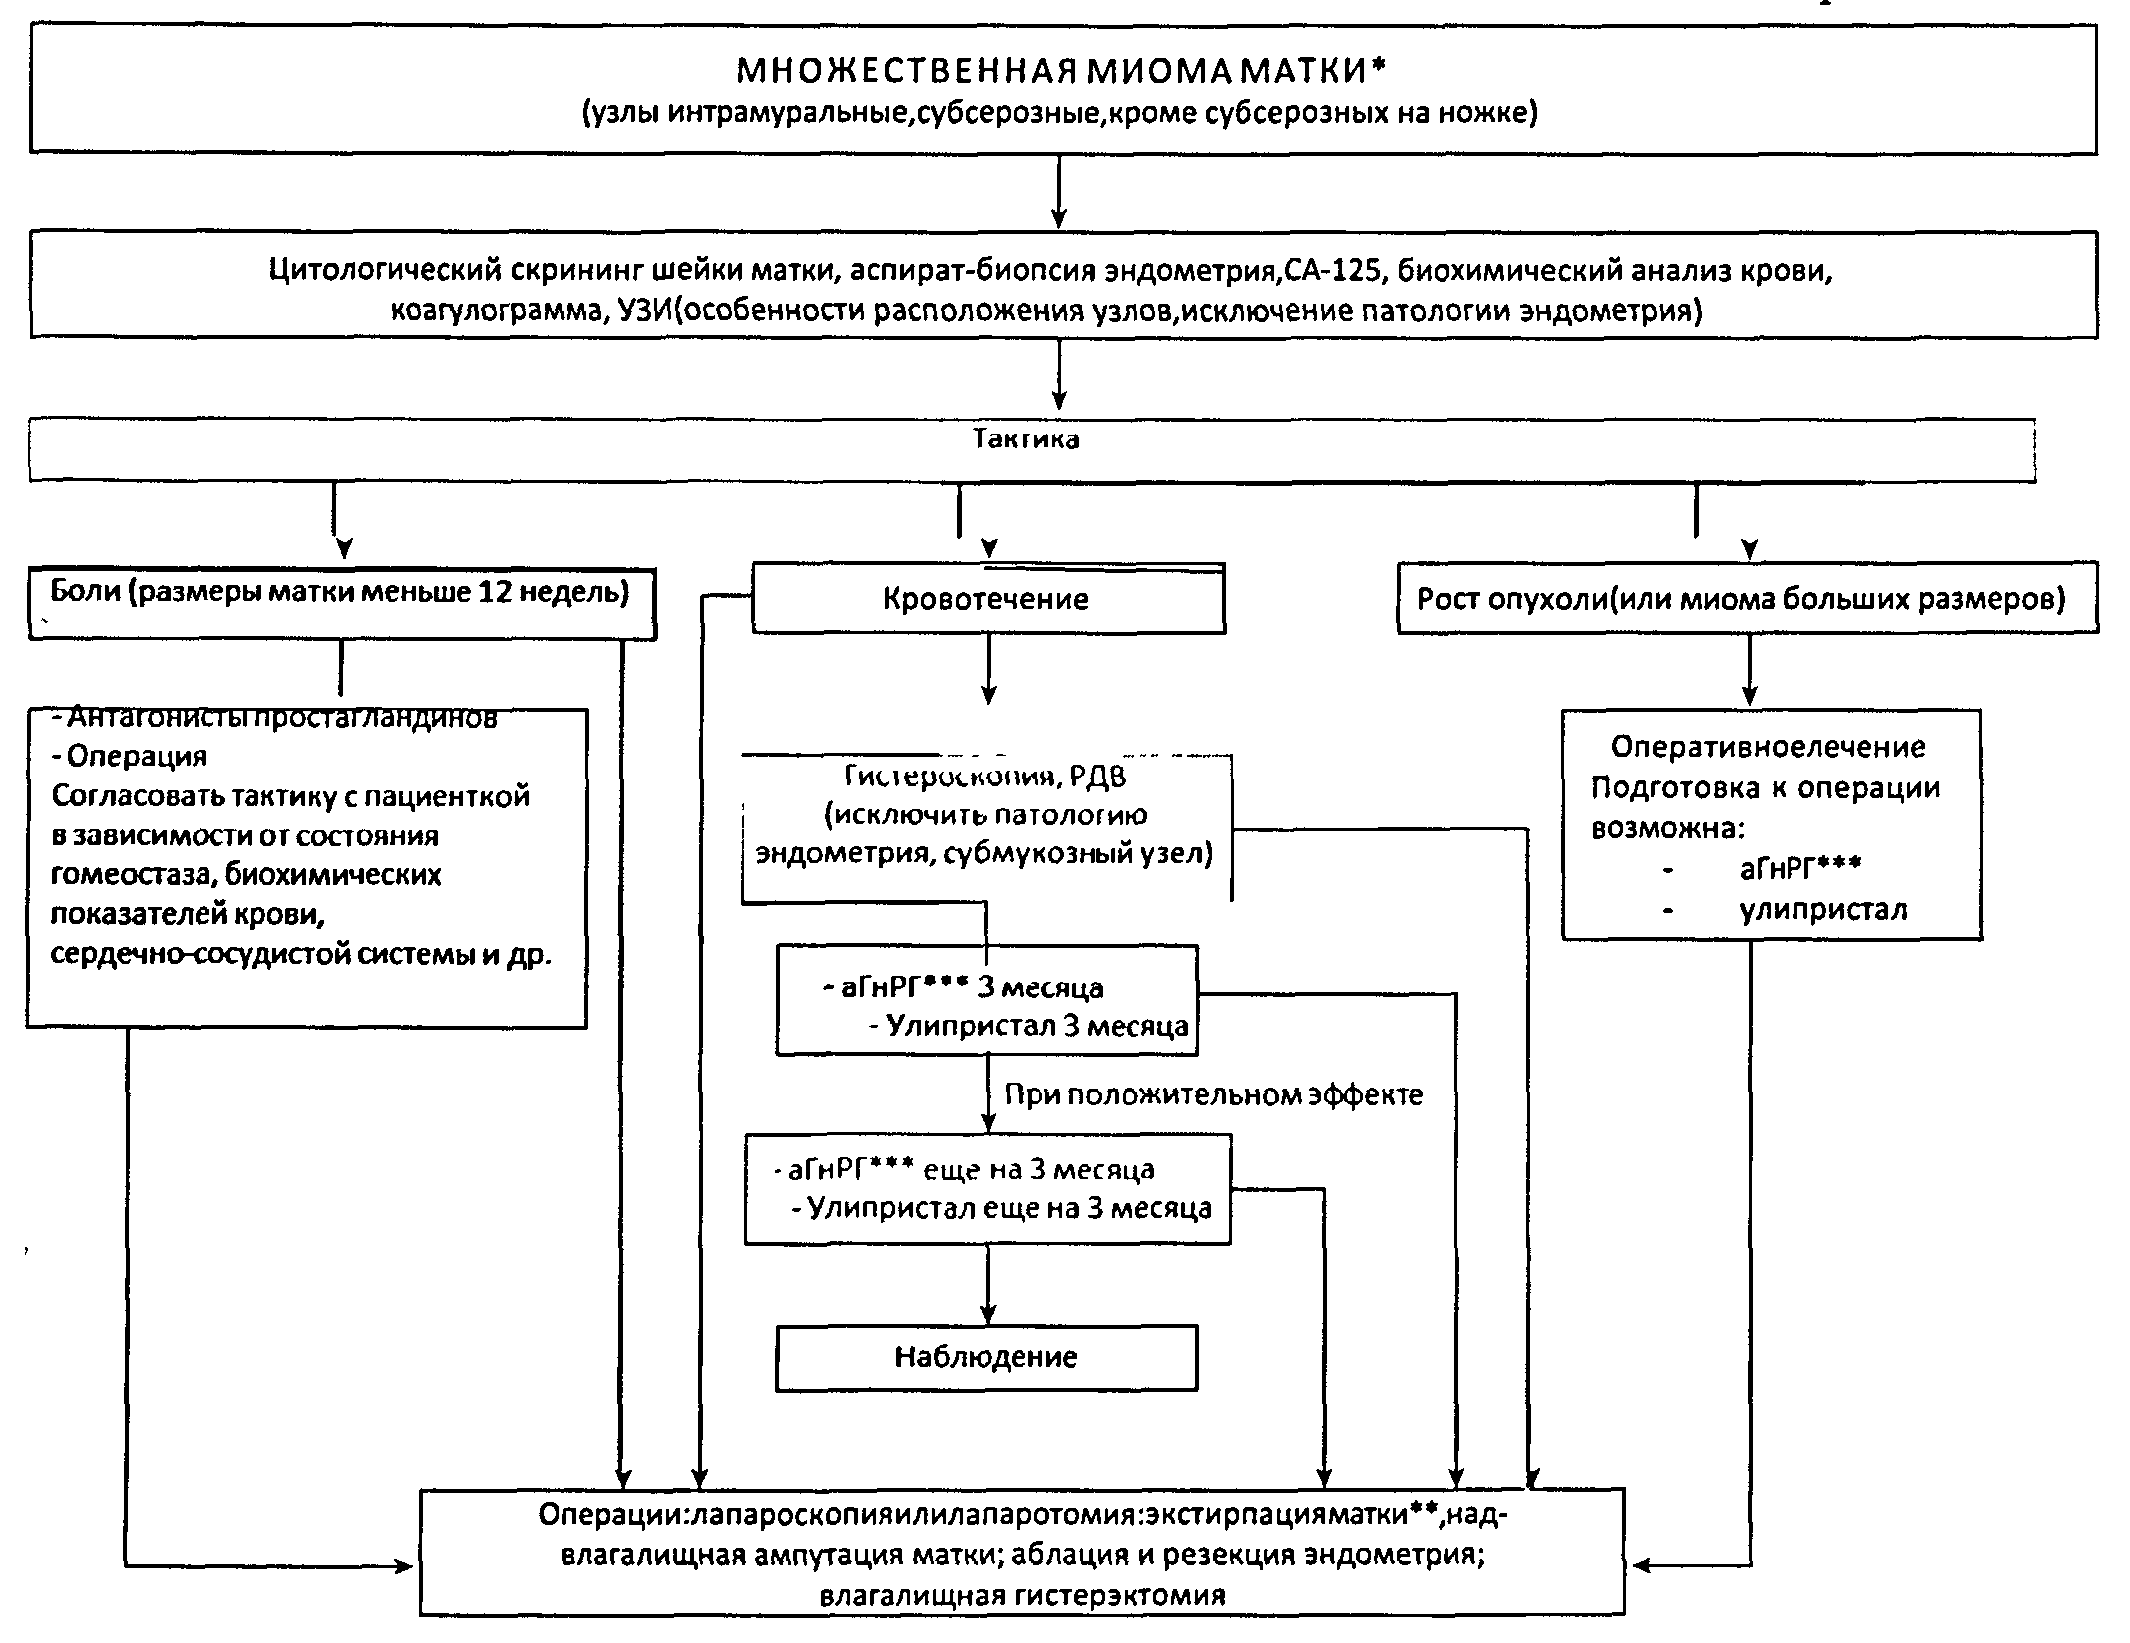 МНОЖЕСТВЕННАЯ МИОМА МАТКИ*
(узлы интрамуральные,субсерозные,кроме субсерозных на ножке)
Цитологический скрининг шейки матки, аспират-биопсия эндометрия,СА-125, биохимический анализ крови,
коагулограмма, УЗИ(особенности расположения узлов,исключение патологии эндометрия)
Тактика
Боли (размеры матки меньше 12 недель)
Кровотечение
Рост опухоли(или миома больших размеров)
- Антагонисты простагландинов
- Операция
Согласовать тактику с пациенткой
в зависимости от состояния
гомеостаза, биохимических
показателей крови,
сердечно-сосудистой системы и др.
Гистероскопия, РДВ
(исключить патологию
эндометрия, субмукозный узел)
Оперативноелечение
Подготовка к операции
возможна:
- аГнРГ***
- улипристал
- аГнРГ*** 3 месяца
- Улипристал 3 месяца
При положительном эффекте
- аГнРГ*** еще на 3 месяца
- Улипристал еще на 3 месяца
Наблюдение
Операции:лапароскопияилилапаротомия:экстирпацияматки**,над-
влагалищная ампутация матки; аблация и резекция эндометрия;
влагалищная гистерэктомия